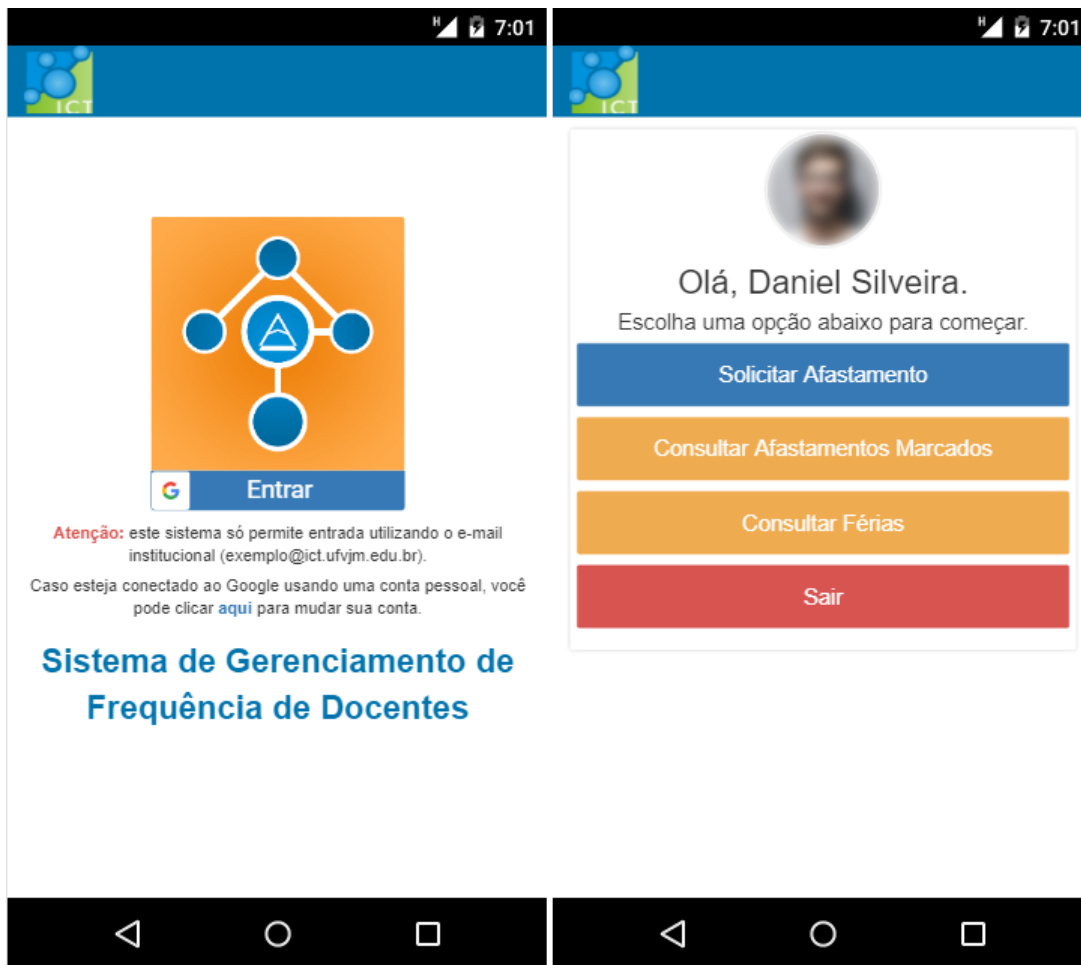 H 7:01
ICT
G Entrar
Atenção: este sistema só permite entrada utilizando o e-mail
institucional (exemplo@ict.ufvjm.edu.br).
Caso esteja conectado ao Google usando uma conta pessoal, você
pode clicar aqui para mudar sua conta.
Sistema de Gerenciamento de
Frequência de Docentes
H 7:01
ICT
Olá, Daniel Silveira.
Escolha uma opção abaixo para começar.
Solicitar Afastamento
Consultar Afastamentos Marcados
Consultar Férias
Sair